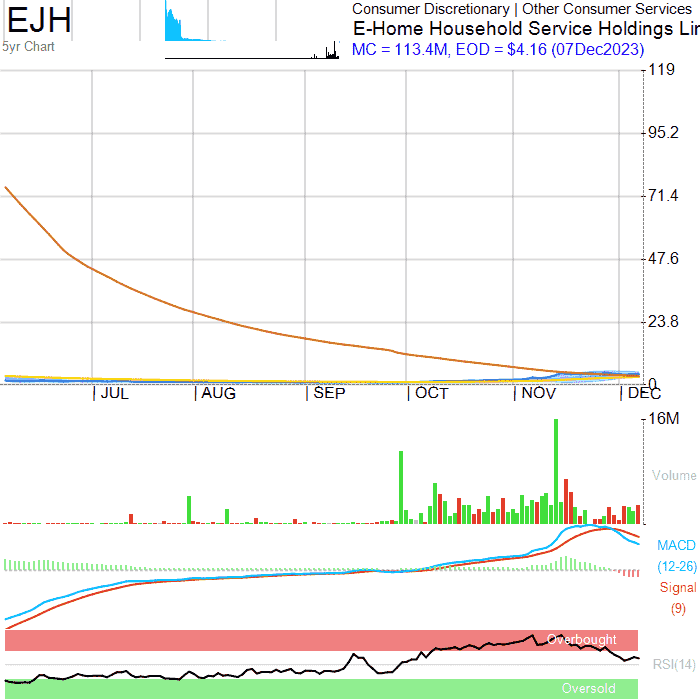 EJH
5yr Chart
Consumer Discretionary | Other Consumer Services
E-Home Household Service Holdings Lir
MC = 113.4M, EOD = $4.16 (07Dec2023)
119
95.2
71.4
47.6
23.8
0
JUL
AUG
SEP
OCT
NOV
DEC
16M
Volume
MACD
(12-26)
Signal
(9)
Overbought
RSI(14)
Oversold